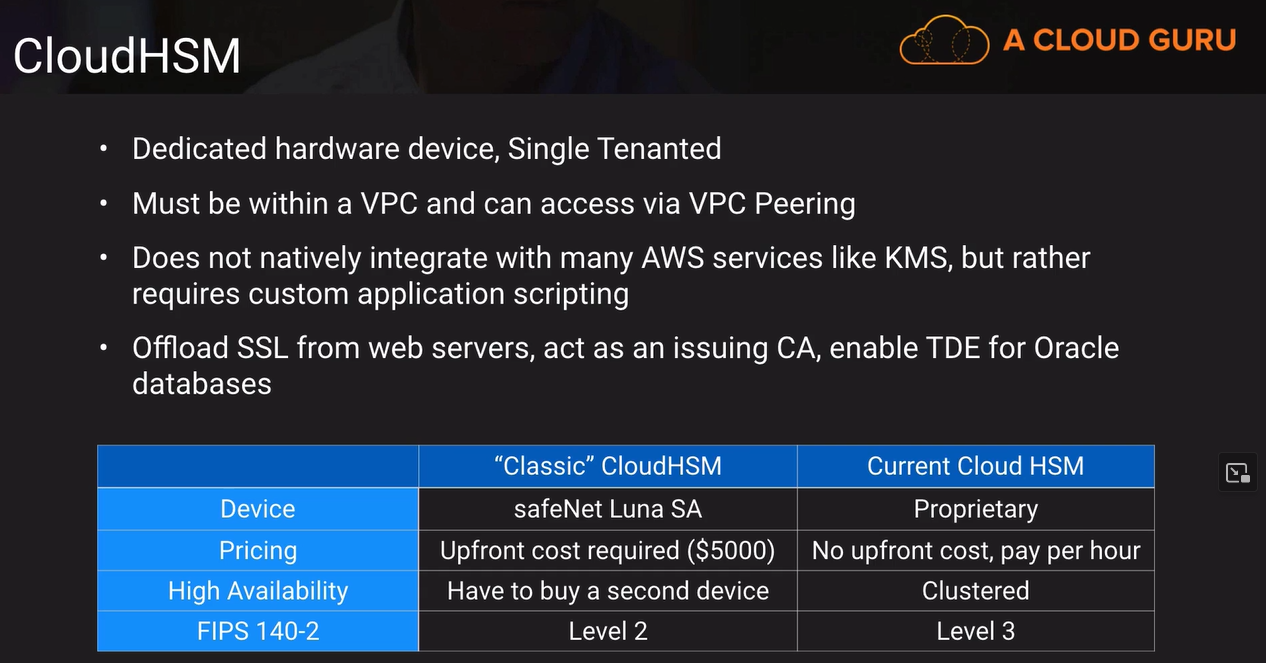 CloudHSM
A CLOUD GURU
• Dedicated hardware device, Single Tenanted
• Must be within a VPC and can access via VPC Peering
• Does not natively integrate with many AWS services like KMS, but rather
requires custom application scripting
• Offload SSL from web servers, act as an issuing CA, enable TDE for Oracle
databases
“Classic” CloudHSM Current Cloud HSM
Device safeNet Luna SA Proprietary
Pricing Upfront cost required ($5000) No upfront cost, pay per hour
High Availability Have to buy a second device Clustered
FIPS 140-2 Level 2 Level 3